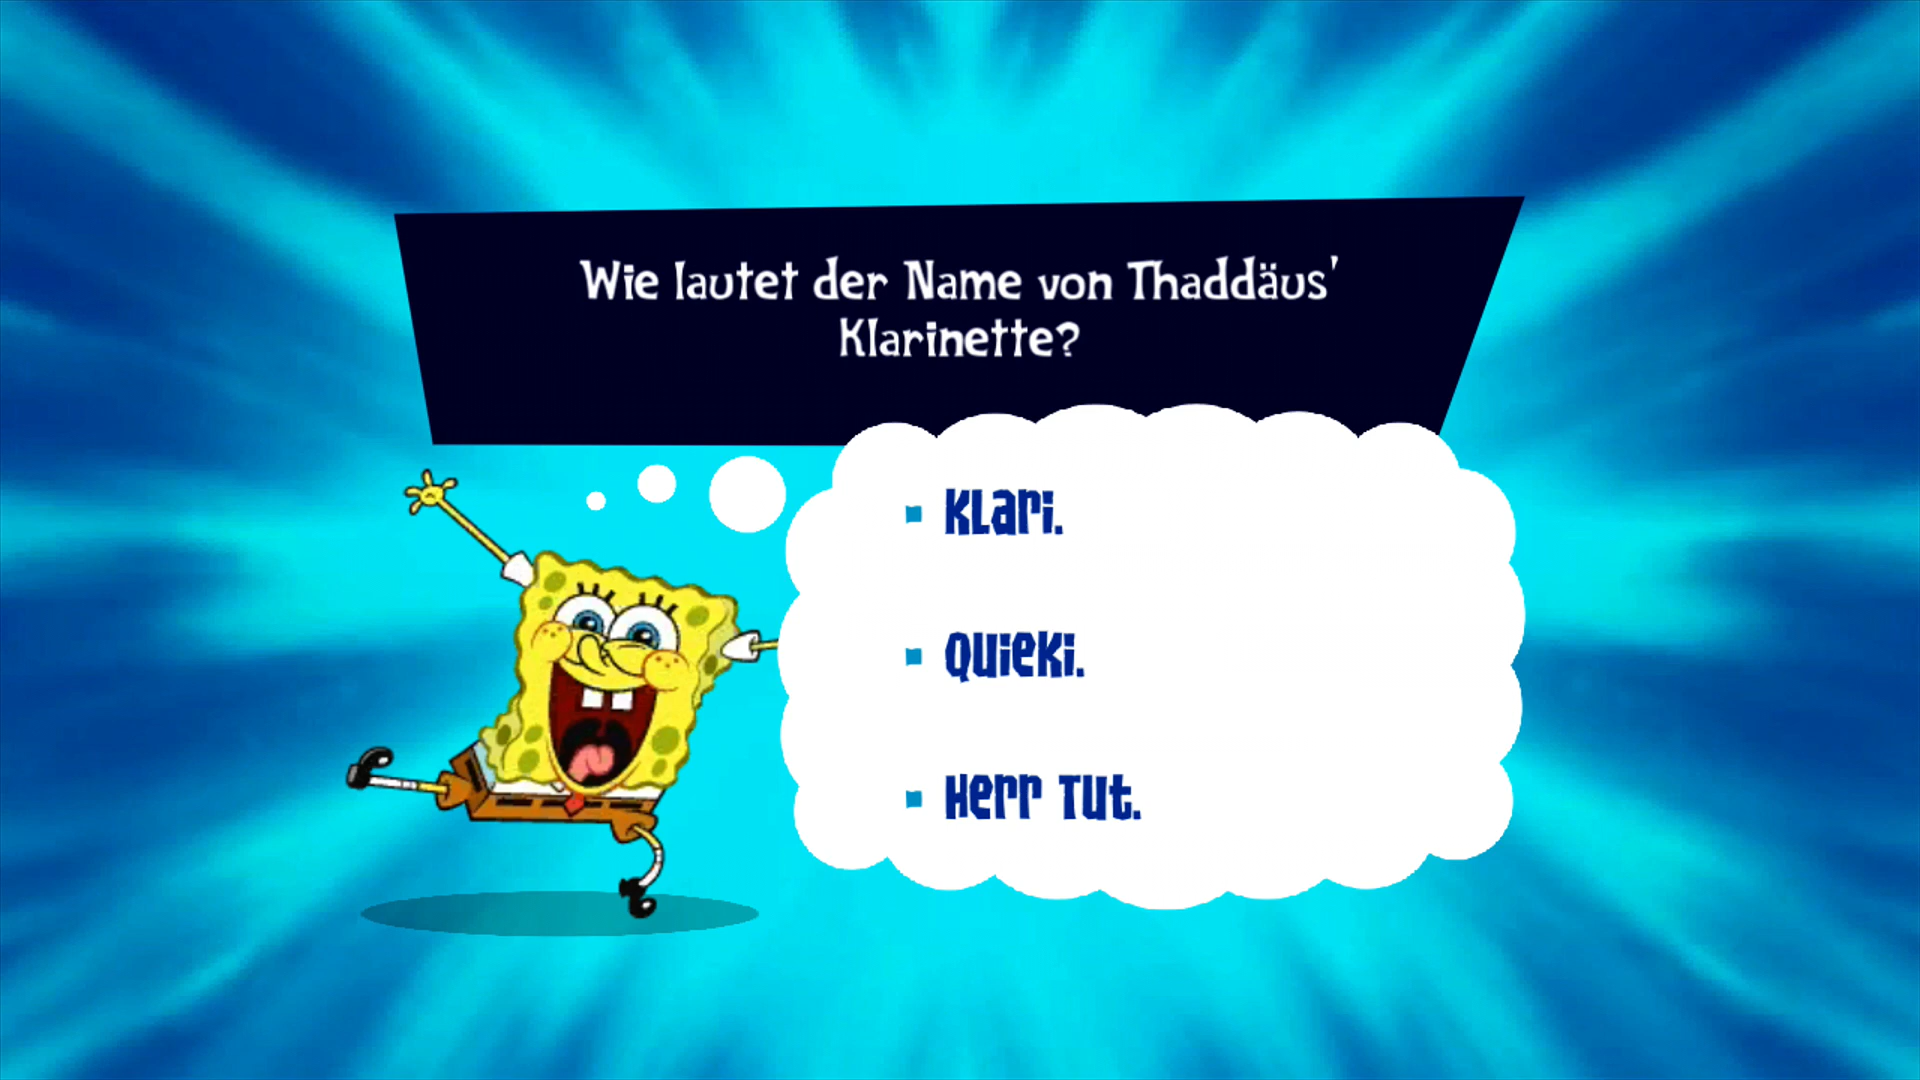 Wie lautet der Name von Thaddäus'
Klarinette?
Klari.
Quieki.
Herr Tut.